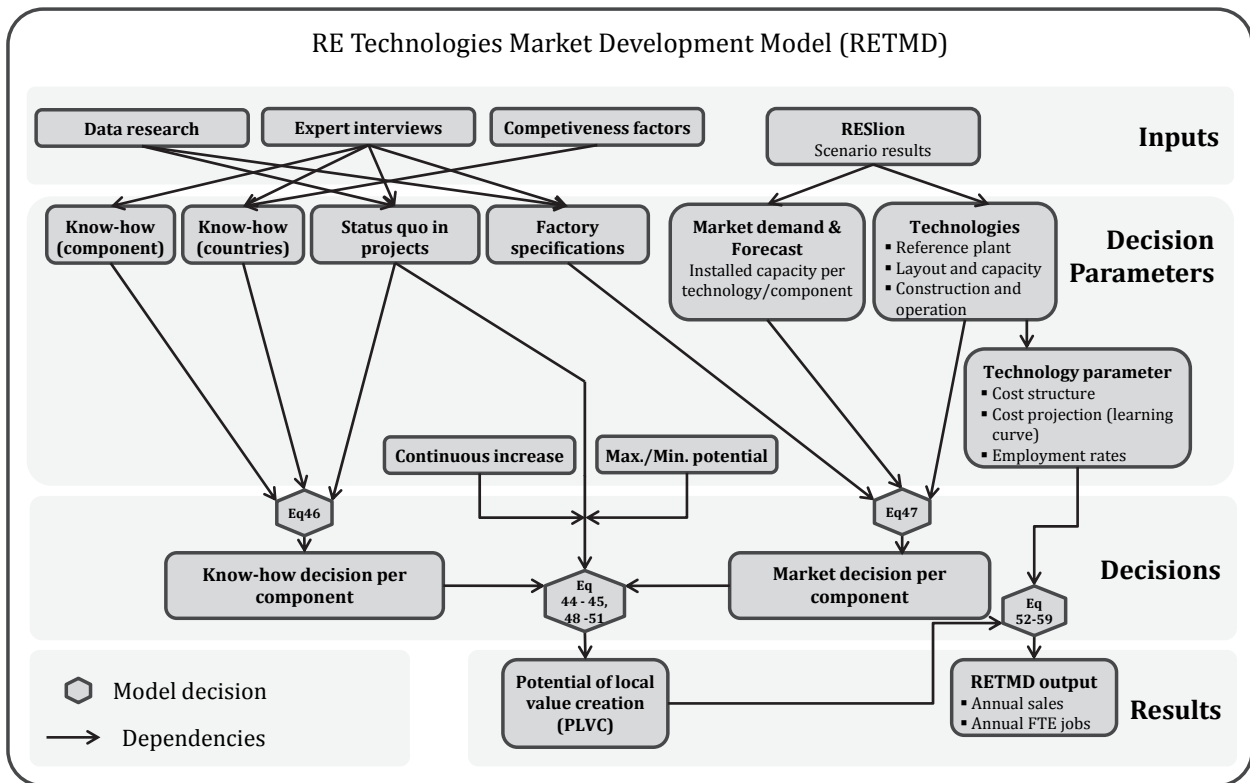 RE Technologies Market Development Model (RETMD)
Data research
Expert interviews
Competiveness factors
RESlion
Scenario results
Inputs
Know-how
(component)
Know-how
(countries)
Status quo in
projects
Factory
specifications
Market demand &
Forecast
Installed capacity per
technology/component
Technologies
▪ Reference plant
▪ Layout and capacity
▪ Construction and
operation
Decision
Parameters
Technology parameter
▪ Cost structure
▪ Cost projection (learning
curve)
▪ Employment rates
Continuous increase
Max./Min. potential
Eq46
Eq47
Know-how decision per
component
Eq
44 - 45,
48 -51
Market decision per
component
Eq
52-59
Decisions
Model decision
Dependencies
Potential of local
value creation
(PLVC)
RETMD output
▪ Annual sales
▪ Annual FTE jobs
Results